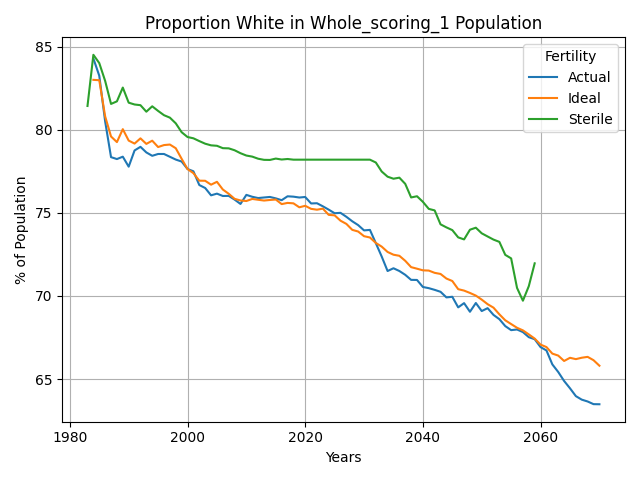 Proportion White in Whole_scoring_1 Population
Fertility
Actual
Ideal
Sterile
% of Population
85
80
75
70
65
1980
2000
2020
2040
2060
Years